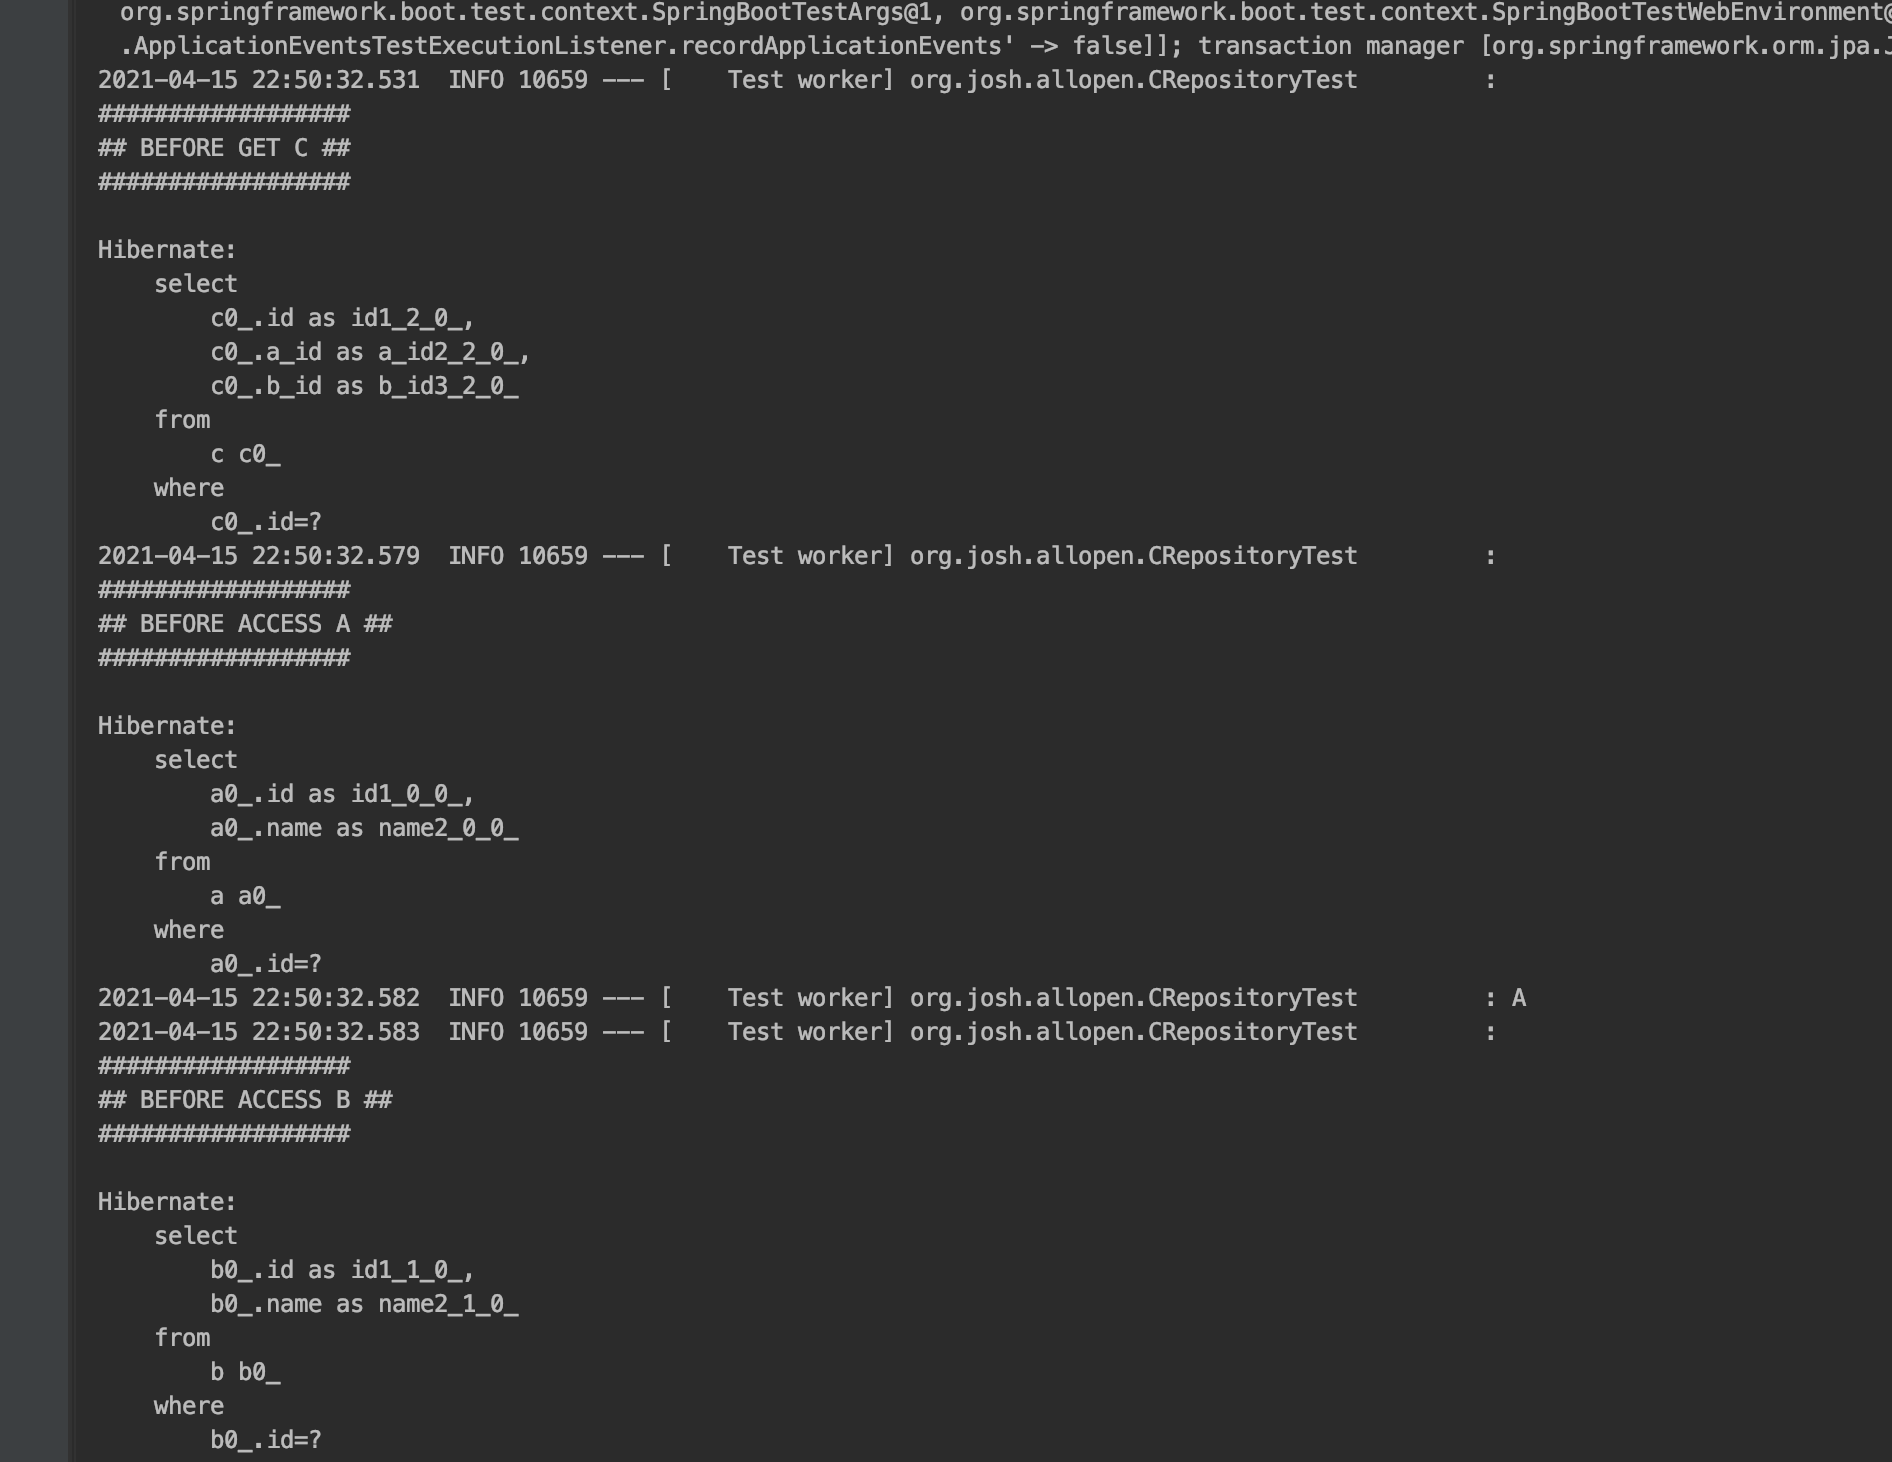 org.springframework.boot.test.context.SpringBootTestArgs@1, org.springframework.boot.test.context.SpringBootTestWebEnvironment@
.ApplicationEventsTestExecutionListener.recordApplicationEvents' -> false]]; transaction manager [org.springframework.orm.jpa.J
2021-04-15 22:50:32.531  INFO 10659 --- [    Test worker] org.josh.allopen.CRepositoryTest         :
##################
## BEFORE GET C ##
##################
Hibernate:
    select
        c0_.id as id1_2_0_,
        c0_.a_id as a_id2_2_0_,
        c0_.b_id as b_id3_2_0_
    from
        c c0_
    where
        c0_.id=?
2021-04-15 22:50:32.579  INFO 10659 --- [    Test worker] org.josh.allopen.CRepositoryTest         :
##################
## BEFORE ACCESS A ##
##################
Hibernate:
    select
        a0_.id as id1_0_0_,
        a0_.name as name2_0_0_
    from
        a a0_
    where
        a0_.id=?
2021-04-15 22:50:32.582  INFO 10659 --- [    Test worker] org.josh.allopen.CRepositoryTest         : A
2021-04-15 22:50:32.583  INFO 10659 --- [    Test worker] org.josh.allopen.CRepositoryTest         :
##################
## BEFORE ACCESS B ##
##################
Hibernate:
    select
        b0_.id as id1_1_0_,
        b0_.name as name2_1_0_
    from
        b b0_
    where
        b0_.id=?